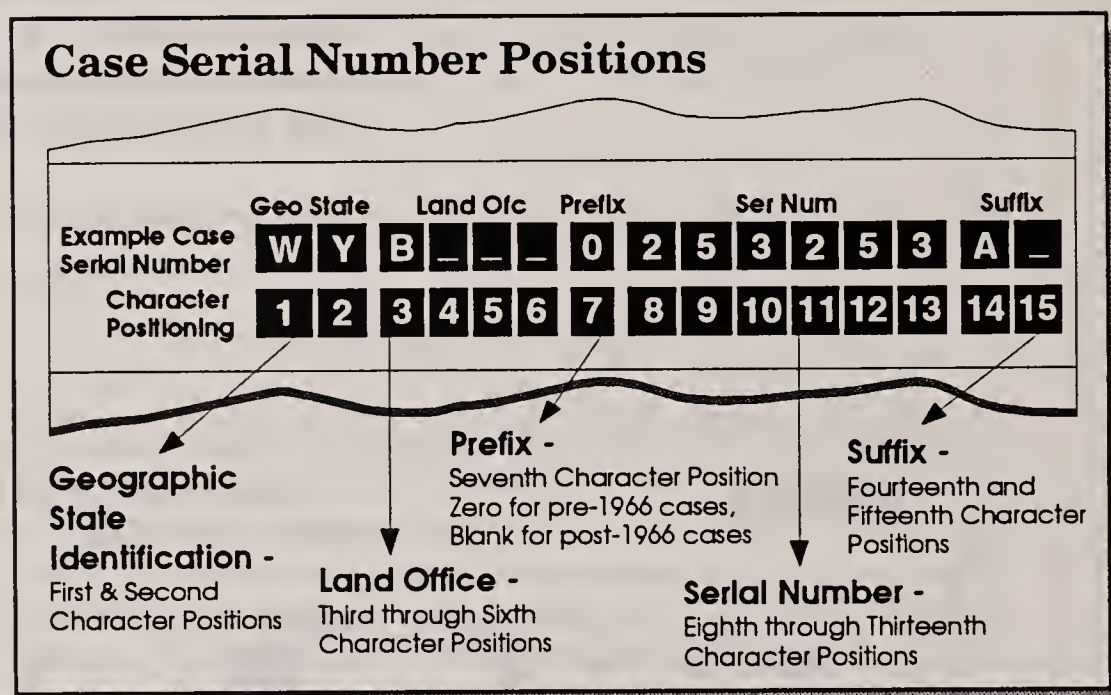 Case Serial Number Positions
Geo State Land Ofc Prefix Ser Num Suffix
Example Case
Serial Number
W Y B _ _ _ 0 2 5 3 2 5 3 A _
Character
Positioning
1 2 3 4 5 6 7 8 9 10 11 12 13 14 15
Geographic
State
Identification -
First & Second
Character Positions
Land Office -
Third through Sixth
Character Positions
Prefix -
Seventh Character Position
Zero for pre-1966 cases,
Blank for post-1966 cases
Serial Number -
Eighth through Thirteenth
Character Positions
Suffix -
Fourteenth and
Fifteenth Character
Positions